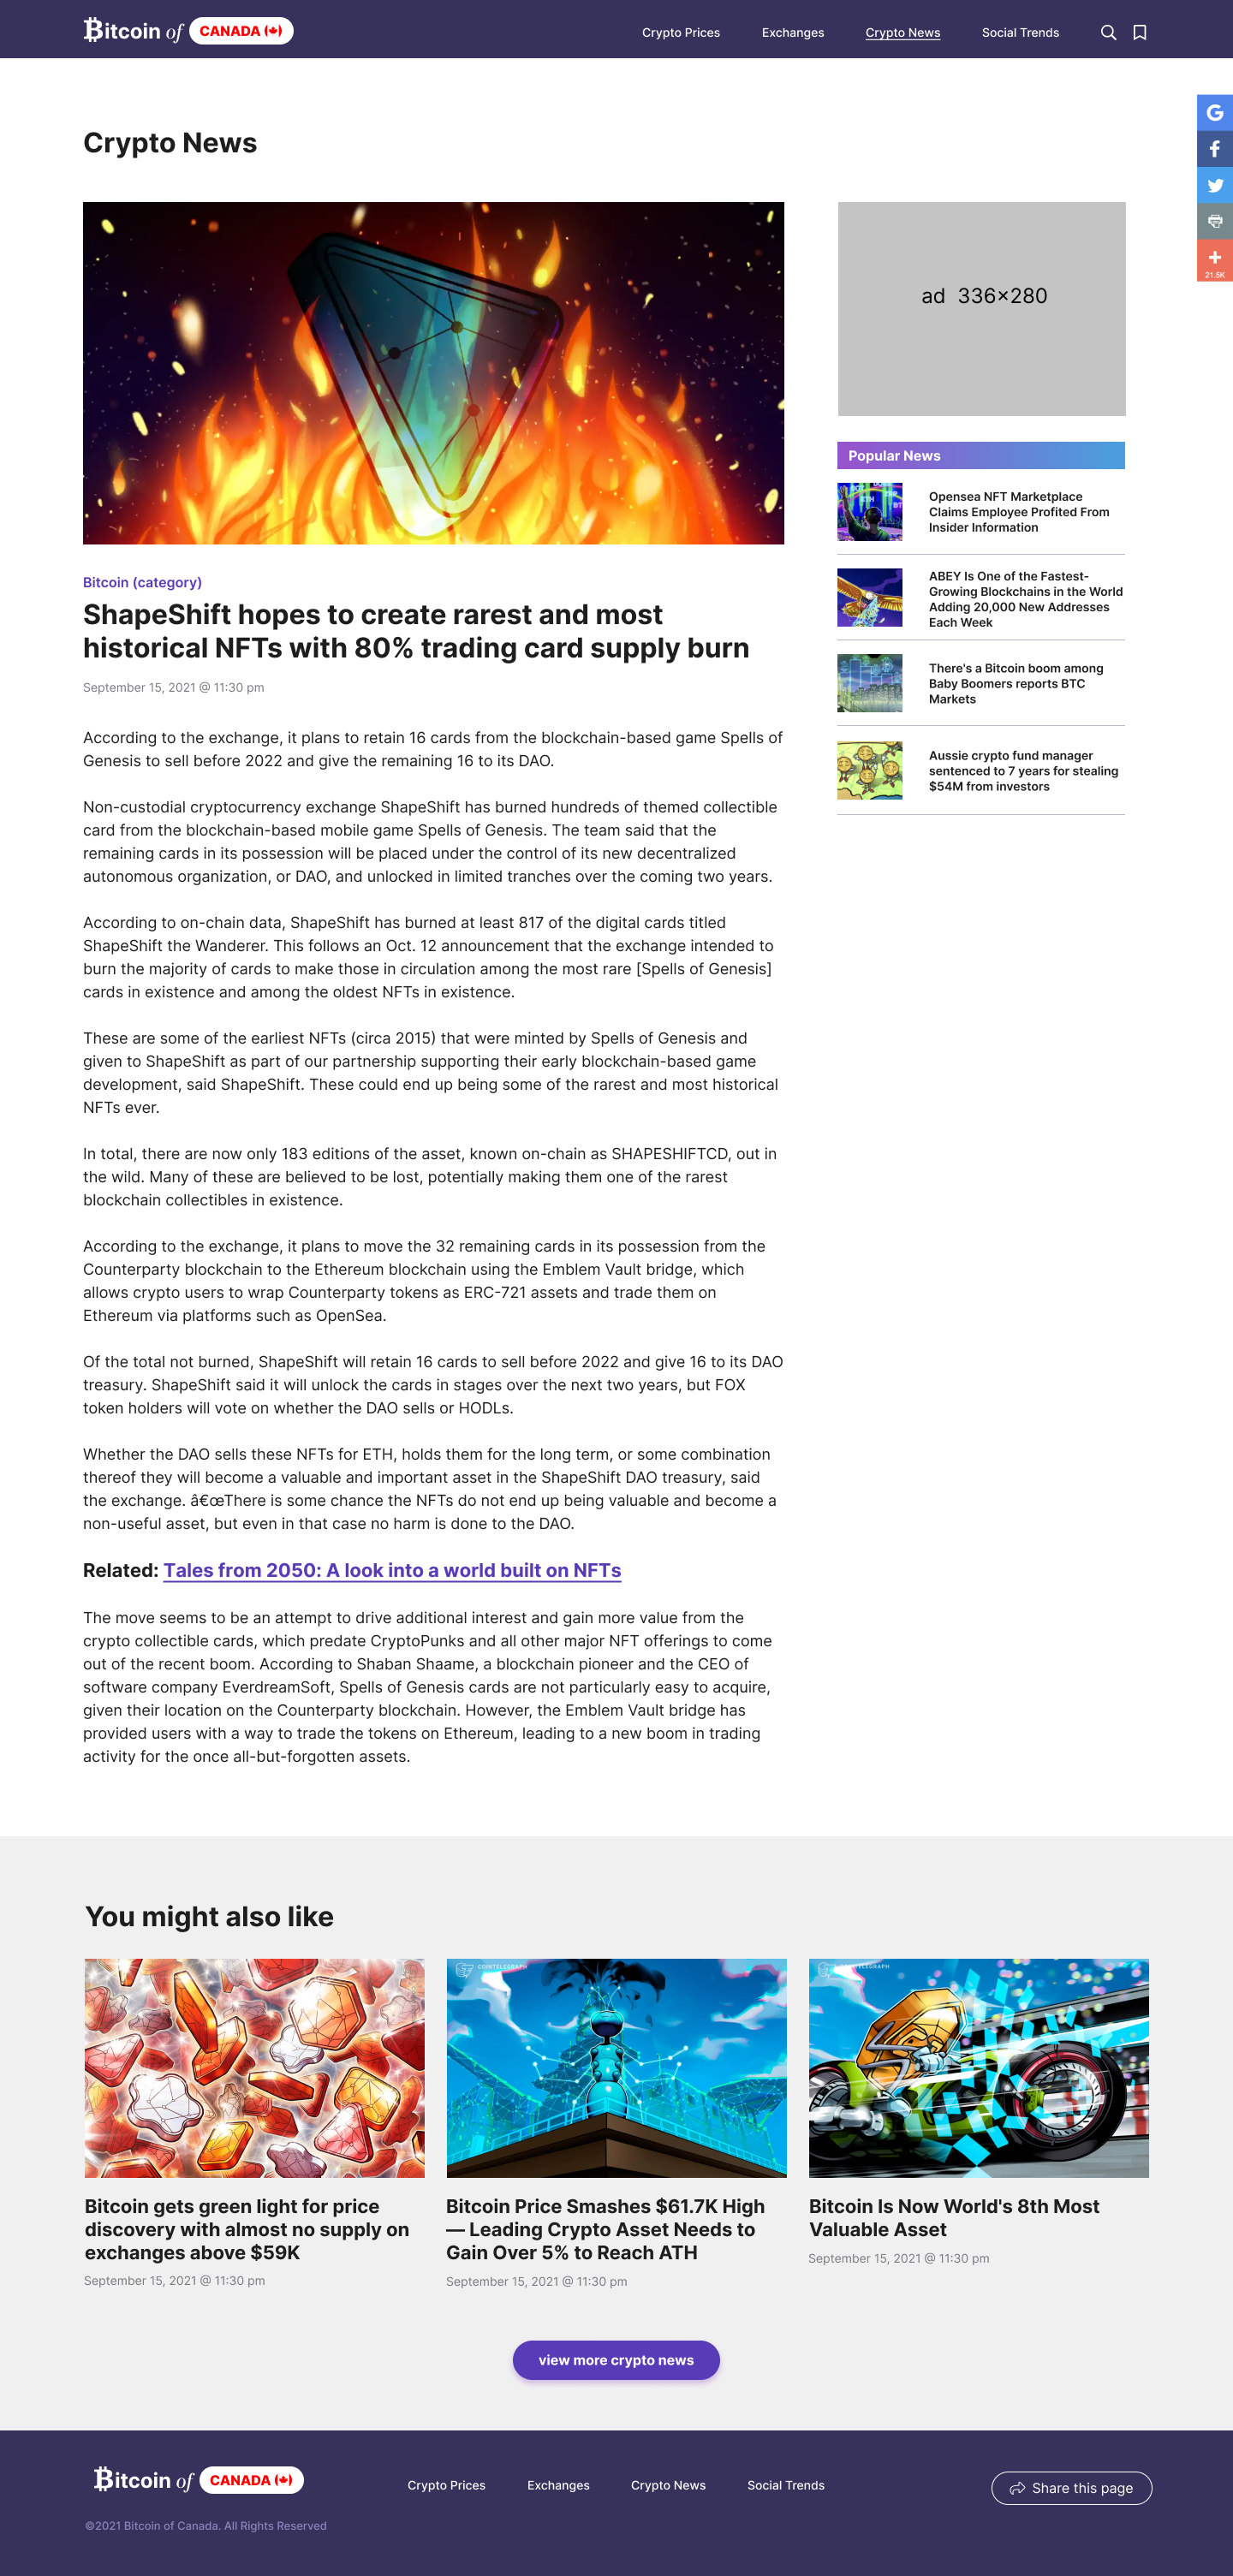 Bitcoin of CANADA
Crypto Prices
Exchanges
Crypto News
Social Trends
21.5K
Crypto News
ad 336x280
Popular News
Opensea NFT Marketplace
Claims Employee Profited From
Insider Information
ABEY Is One of the Fastest-
Growing Blockchains in the World
Adding 20,000 New Addresses
Each Week
There's a Bitcoin boom among
Baby Boomers reports BTC
Markets
Aussie crypto fund manager
sentenced to 7 years for stealing
$54M from investors
Bitcoin (category)
ShapeShift hopes to create rarest and most
historical NFTs with 80% trading card supply burn
September 15, 2021 @ 11:30 pm
According to the exchange, it plans to retain 16 cards from the blockchain-based game Spells of
Genesis to sell before 2022 and give the remaining 16 to its DAO.
Non-custodial cryptocurrency exchange ShapeShift has burned hundreds of themed collectible
card from the blockchain-based mobile game Spells of Genesis. The team said that the
remaining cards in its possession will be placed under the control of its new decentralized
autonomous organization, or DAO, and unlocked in limited tranches over the coming two years.
According to on-chain data, ShapeShift has burned at least 817 of the digital cards titled
ShapeShift the Wanderer. This follows an Oct. 12 announcement that the exchange intended to
burn the majority of cards to make those in circulation among the most rare [Spells of Genesis]
cards in existence and among the oldest NFTs in existence.
These are some of the earliest NFTs (circa 2015) that were minted by Spells of Genesis and
given to ShapeShift as part of our partnership supporting their early blockchain-based game
development, said ShapeShift. These could end up being some of the rarest and most historical
NFTs ever.
In total, there are now only 183 editions of the asset, known on-chain as SHAPESHIFTCD, out in
the wild. Many of these are believed to be lost, potentially making them one of the rarest
blockchain collectibles in existence.
According to the exchange, it plans to move the 32 remaining cards in its possession from the
Counterparty blockchain to the Ethereum blockchain using the Emblem Vault bridge, which
allows crypto users to wrap Counterparty tokens as ERC-721 assets and trade them on
Ethereum via platforms such as OpenSea.
Of the total not burned, ShapeShift will retain 16 cards to sell before 2022 and give 16 to its DAO
treasury. ShapeShift said it will unlock the cards in stages over the next two years, but FOX
token holders will vote on whether the DAO sells or HODLs.
Whether the DAO sells these NFTs for ETH, holds them for the long term, or some combination
thereof they will become a valuable and important asset in the ShapeShift DAO treasury, said
the exchange. â€œThere is some chance the NFTs do not end up being valuable and become a
non-useful asset, but even in that case no harm is done to the DAO.
Related: Tales from 2050: A look into a world built on NFTs
The move seems to be an attempt to drive additional interest and gain more value from the
crypto collectible cards, which predate CryptoPunks and all other major NFT offerings to come
out of the recent boom. According to Shaban Shaame, a blockchain pioneer and the CEO of
software company EverdreamSoft, Spells of Genesis cards are not particularly easy to acquire,
given their location on the Counterparty blockchain. However, the Emblem Vault bridge has
provided users with a way to trade the tokens on Ethereum, leading to a new boom in trading
activity for the once all-but-forgotten assets.
You might also like
COINTELEGRAPH
Bitcoin gets green light for price
discovery with almost no supply on
exchanges above $59K
September 15, 2021 @ 11:30 pm
Bitcoin Price Smashes $61.7K High
— Leading Crypto Asset Needs to
Gain Over 5% to Reach ATH
September 15, 2021 @ 11:30 pm
Bitcoin Is Now World's 8th Most
Valuable Asset
September 15, 2021 @ 11:30 pm
view more crypto news
Bitcoin of CANADA
Crypto Prices
Exchanges
Crypto News
Social Trends
Share this page
©2021 Bitcoin of Canada. All Rights Reserved